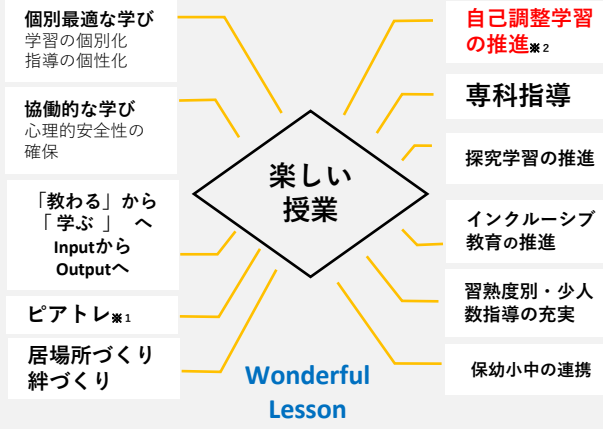 個別最適な学び
学習の個別化
指導の個性化
協働的な学び
心理的安全性の
確保
「教わる」から
「学ぶ」 へ
Inputから
Outputへ
ピアトレ※1
居場所づくり
絆づくり
楽しい
授業
Wonderful
Lesson
自己調整学習
の推進※2
専科指導
探究学習の推進
インクルーシブ
教育の推進
習熟度別・少人
数指導の充実
保幼小中の連携